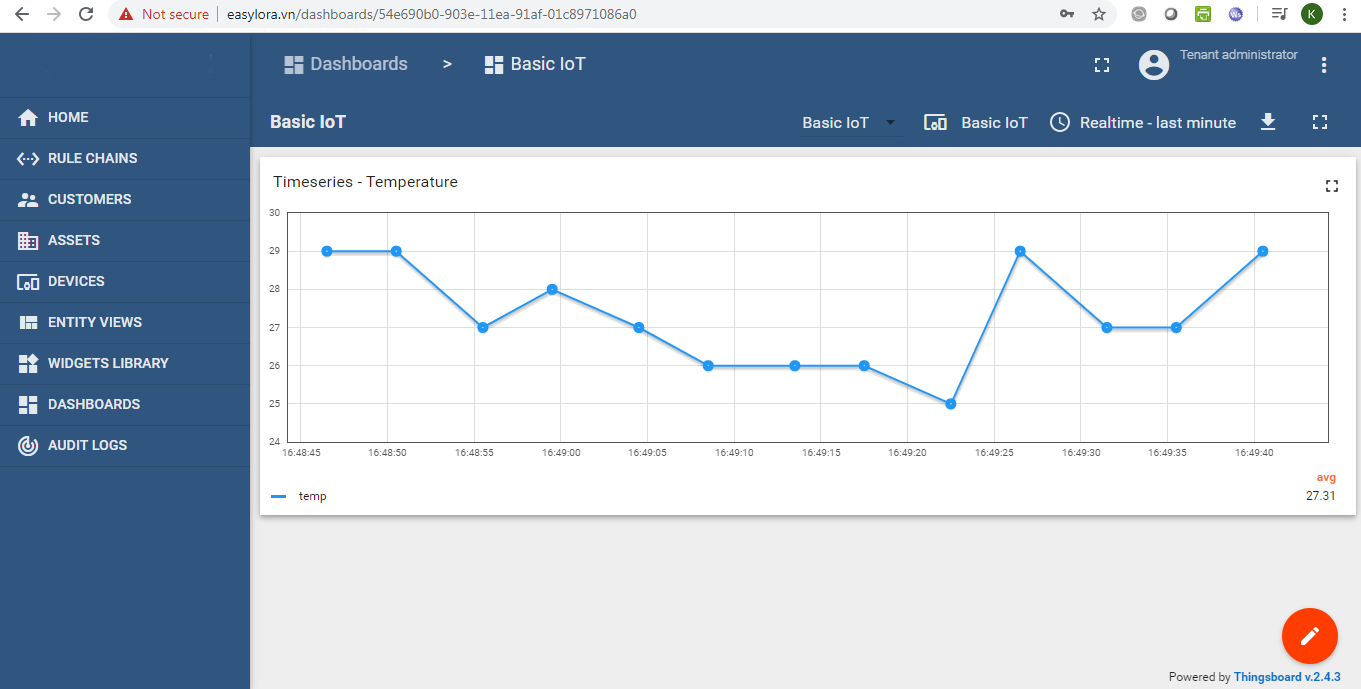 Not secure easylora.vn/dashboards/54e690b0-903e-11ea-91af-01c8971086a0
Ws
K
Dashboards > Basic IoT
Tenant administrator
HOME
RULE CHAINS
CUSTOMERS
ASSETS
DEVICES
ENTITY VIEWS
WIDGETS LIBRARY
DASHBOARDS
AUDIT LOGS
Basic IoT
Basic IoT
Basic IoT
Realtime - last minute
Timeseries - Temperature
30
29
28
27
26
25
24
16:48:45 16:48:50 16:48:55 16:49:00 16:49:05 16:49:10 16:49:15 16:49:20 16:49:25 16:49:30 16:49:35 16:49:40
avg
temp 27.31
Powered by Thingsboard v.2.4.3